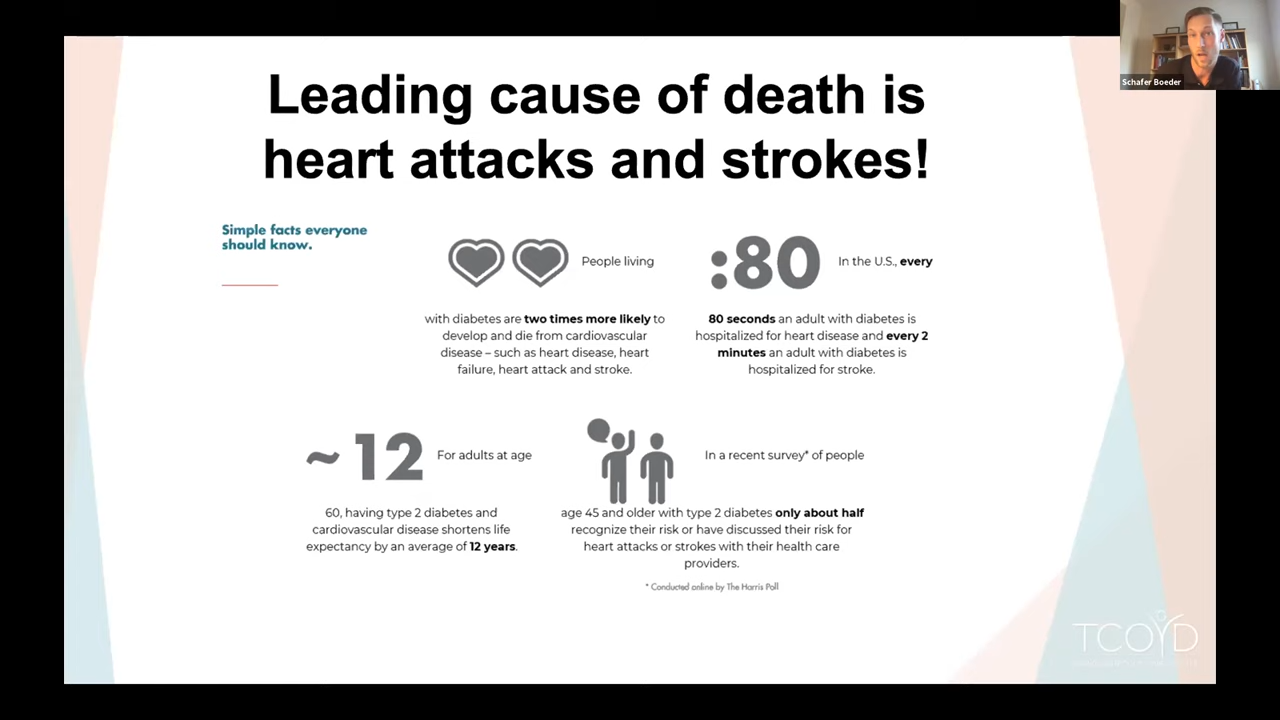 Schafer Boeder
Leading cause of death is
heart attacks and strokes!
Simple facts everyone
should know.
People living
with diabetes are two times more likely to
develop and die from cardiovascular
disease – such as heart disease, heart
failure, heart attack and stroke.
:80 In the U.S., every
80 seconds an adult with diabetes is
hospitalized for heart disease and every 2
minutes an adult with diabetes is
hospitalized for stroke.
~12 For adults at age
60, having type 2 diabetes and
cardiovascular disease shortens life
expectancy by an average of 12 years.
In a recent survey* of people
age 45 and older with type 2 diabetes only about half
recognize their risk or have discussed their risk for
heart attacks or strokes with their health care
providers.
* Conducted online by The Harris Poll
TCOYD